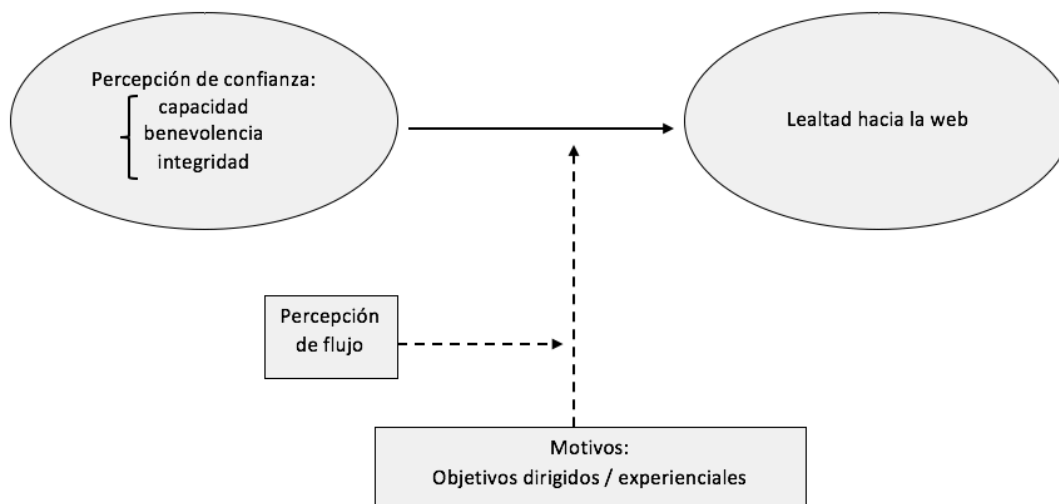 Percepción de confianza:
capacidad
benevolencia
integridad
Lealtad hacia la web
Percepción
de flujo
Motivos:
Objetivos dirigidos / experienciales